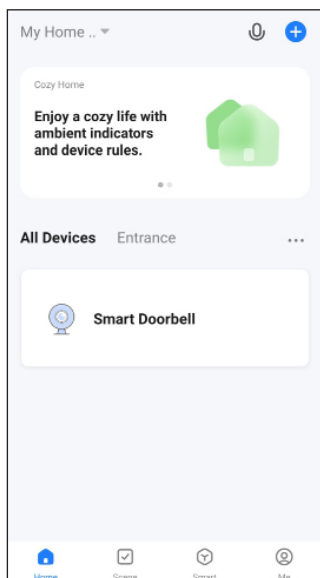 My Home ..
Cozy Home
Enjoy a cozy life with
ambient indicators
and device rules.
All Devices Entrance ...
Smart Doorbell
Home Scene Smart Me